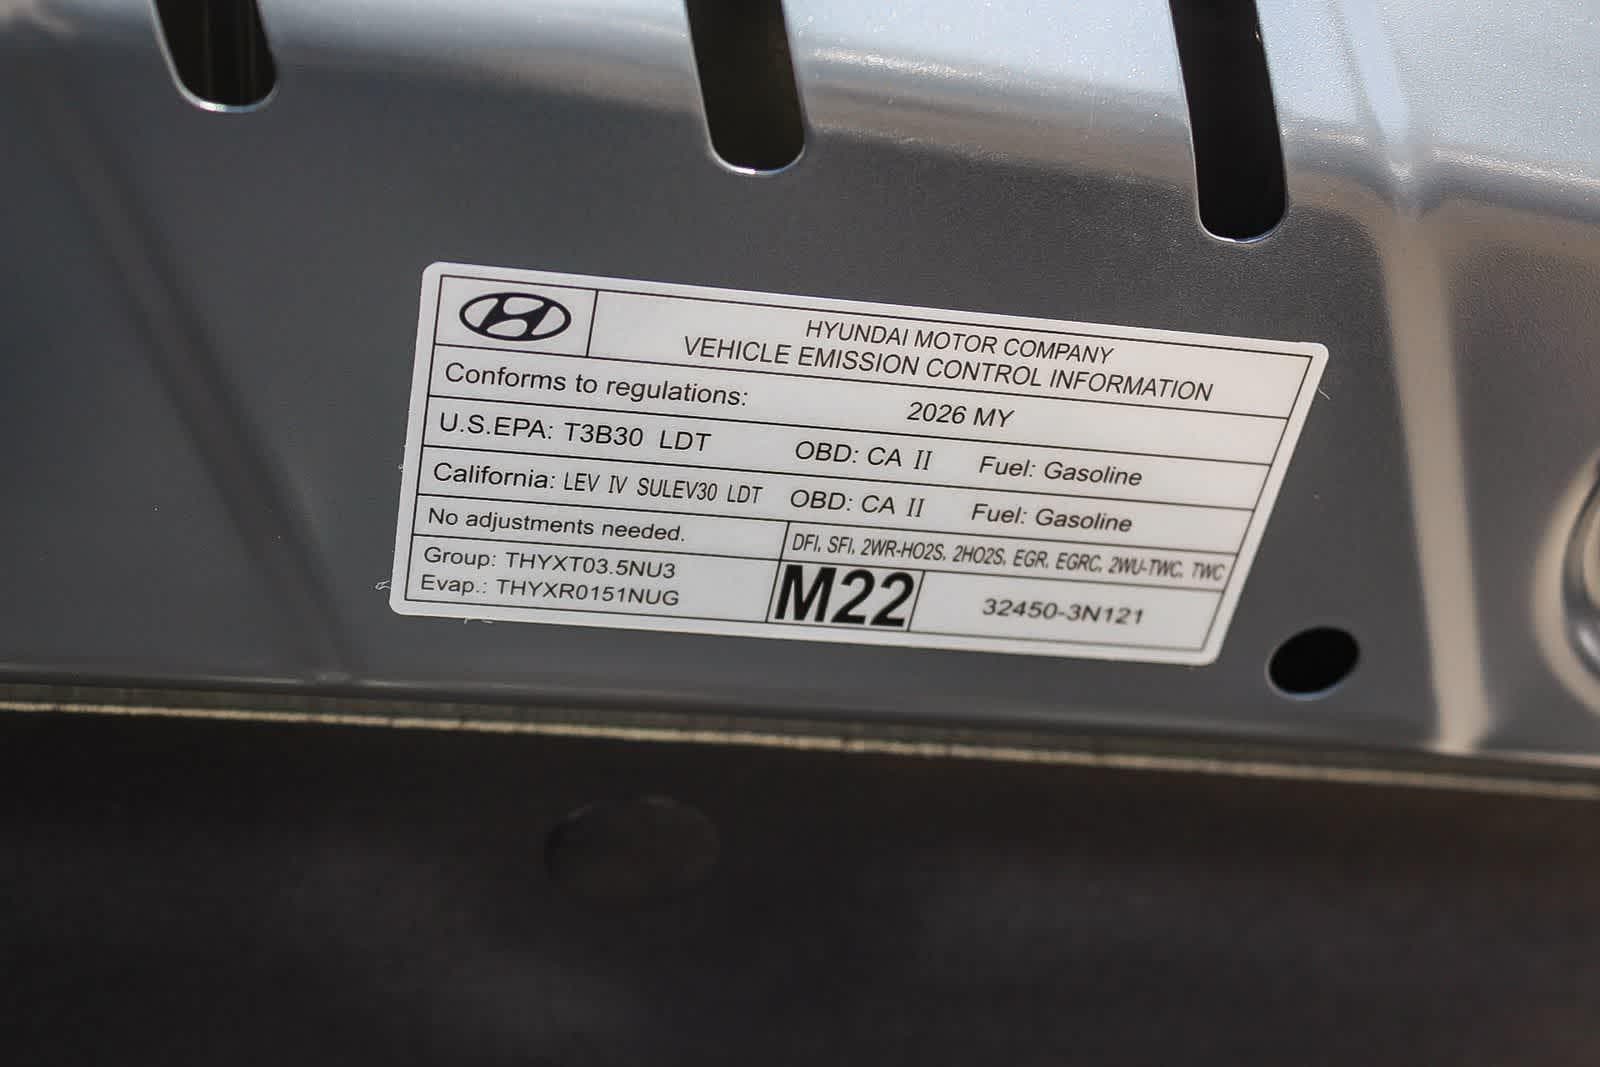 HYUNDAI MOTOR COMPANY
VEHICLE EMISSION CONTROL INFORMATION
Conforms to regulations: 2026 MY
U.S.EPA: T3B30 LDT OBD: CA II Fuel: Gasoline
California: LEV IV SULEV30 LDT OBD: CA II Fuel: Gasoline
No adjustments needed.
DFI, SFI, 2WR-HO2S, 2HO2S, EGR, EGRC, 2WU-TWC, TWC
Group: THYXT03.5NU3
Evap.: THYXR0151NUG
M22
32450-3N121